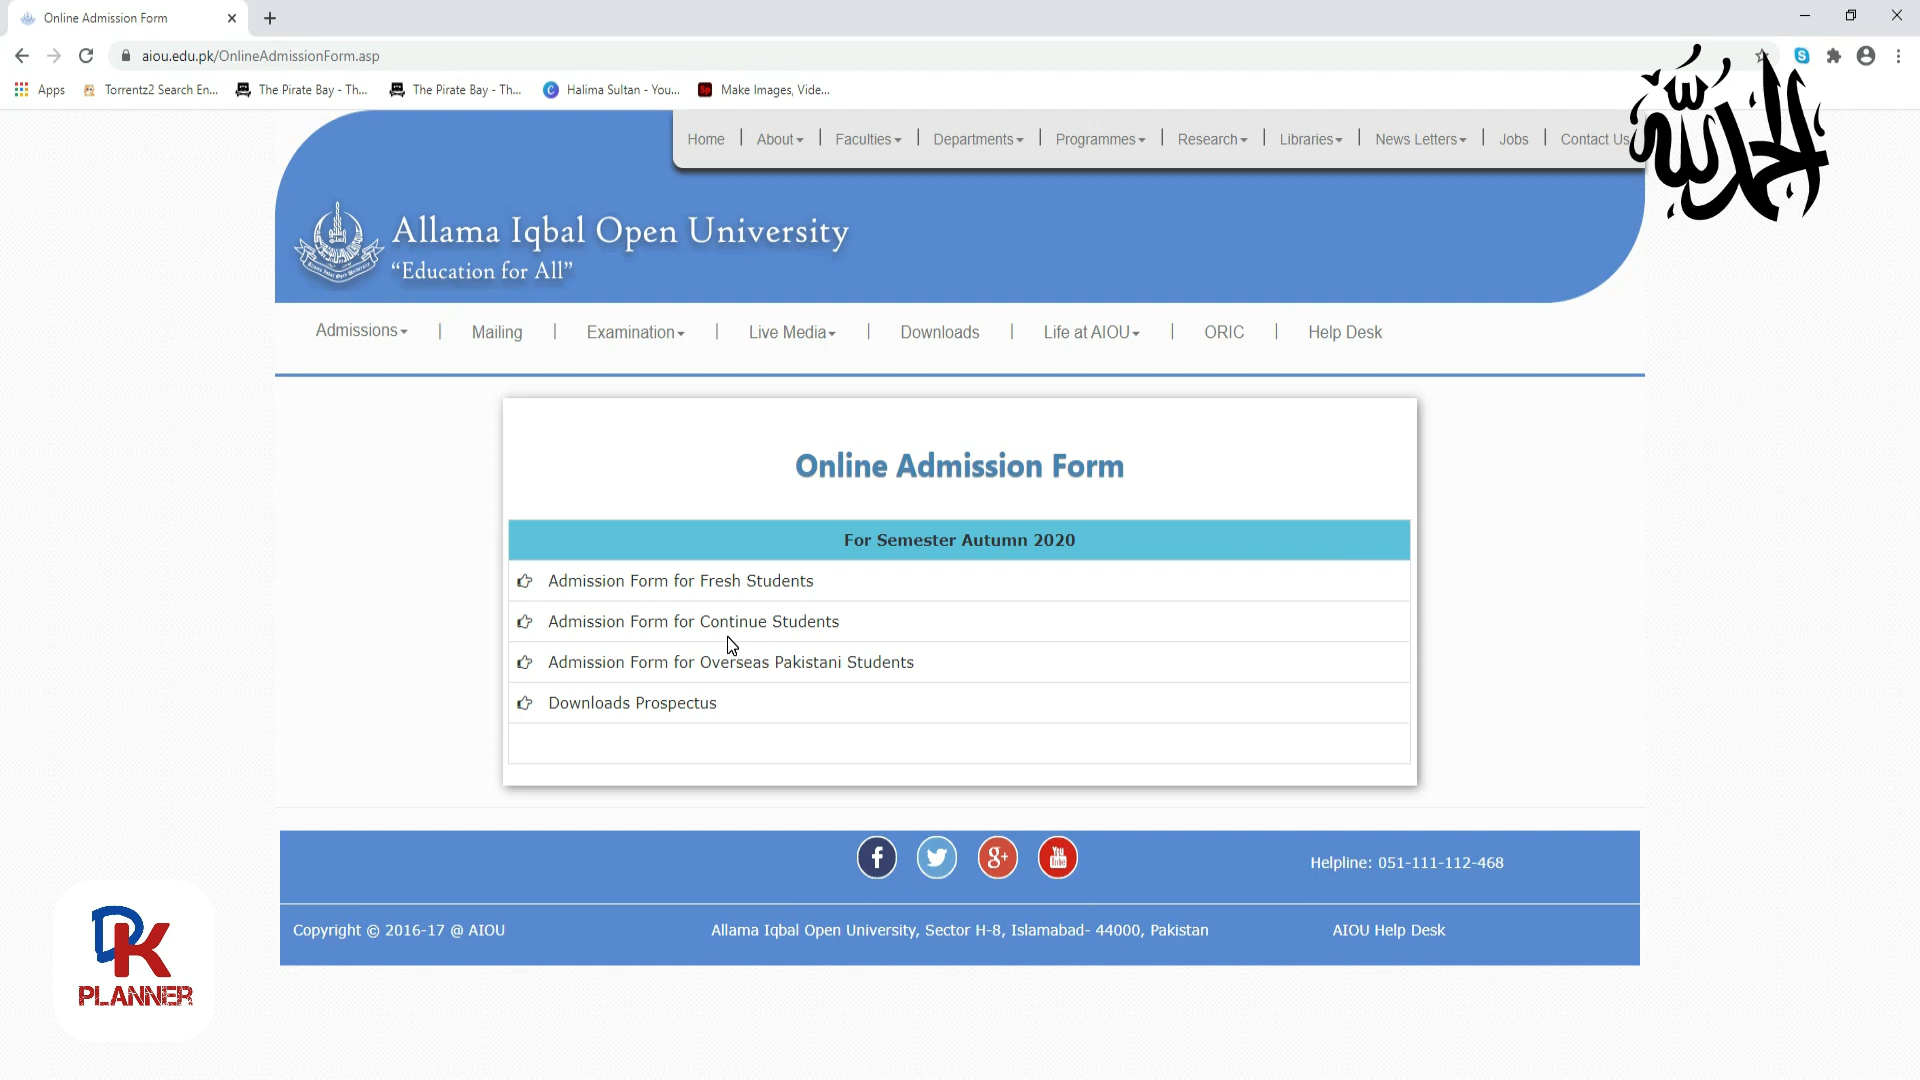 Online Admission Form
aiou.edu.pk/OnlineAdmissionForm.asp
Apps Torrentz2 Search En... The Pirate Bay - Th... The Pirate Bay - Th... Halima Sultan - You... Make Images, Vide...
Home | About | Faculties | Departments | Programmes | Research | Libraries | News Letters | Jobs | Contact Us
الحمد لله
Allama Iqbal Open University
“Education for All”
Admissions | Mailing | Examination | Live Media | Downloads | Life at AIOU | ORIC | Help Desk
Online Admission Form
For Semester Autumn 2020
Admission Form for Fresh Students
Admission Form for Continue Students
Admission Form for Overseas Pakistani Students
Downloads Prospectus
Helpline: 051-111-112-468
Copyright © 2016-17 @ AIOU Allama Iqbal Open University, Sector H-8, Islamabad- 44000, Pakistan AIOU Help Desk
DK
PLANNER